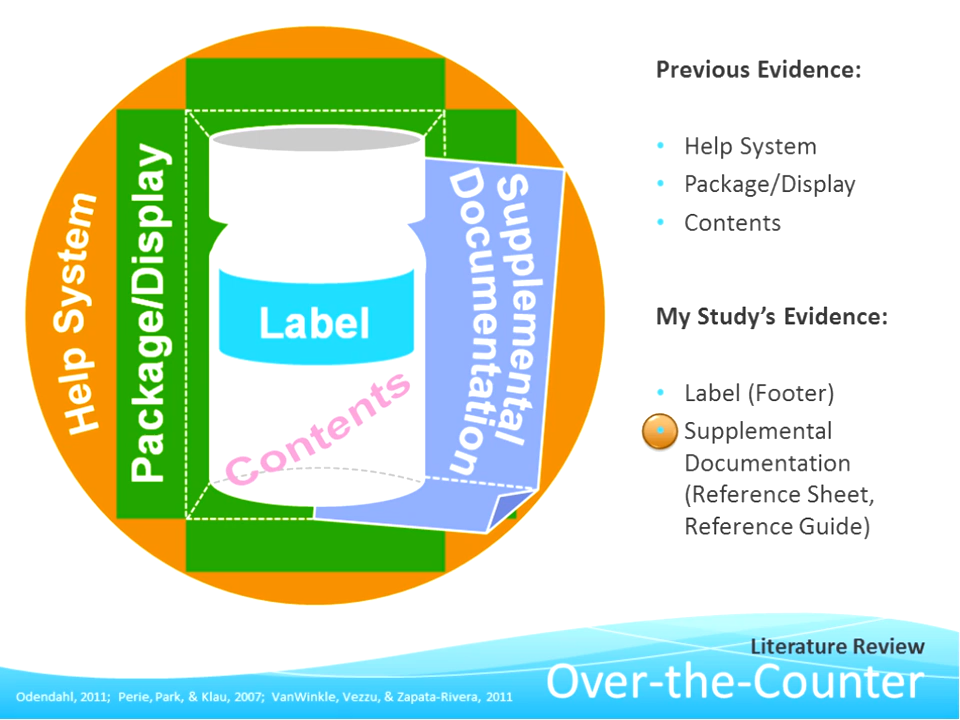 Help System
Package/Display
Label
Contents
Supplemental
Documentation
Previous Evidence:
• Help System
• Package/Display
• Contents
My Study’s Evidence:
• Label (Footer)
• Supplemental
Documentation
(Reference Sheet,
Reference Guide)
Literature Review
Over-the-Counter
Odendahl, 2011; Perie, Park, & Klau, 2007; VanWinkle, Vezzu, & Zapata-Rivera, 2011